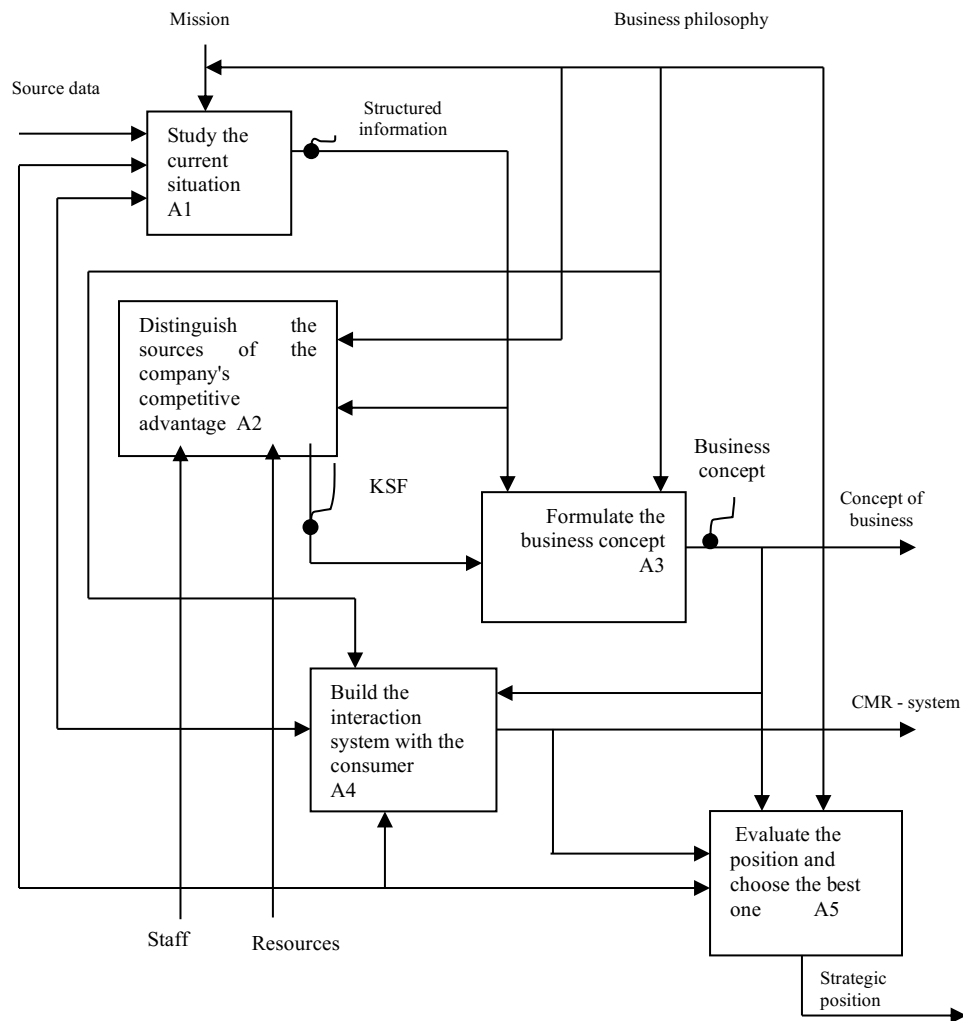 Mission
Business philosophy
Source data
Structured
information
Study the
current
situation
A1
Distinguish the
sources of the
company's
competitive
advantage A2
KSF
Business
concept
Formulate the
business concept
A3
Concept of
business
Build the
interaction
system with the
consumer
A4
CMR - system
Evaluate the
position and
choose the best
one A5
Staff
Resources
Strategic
position